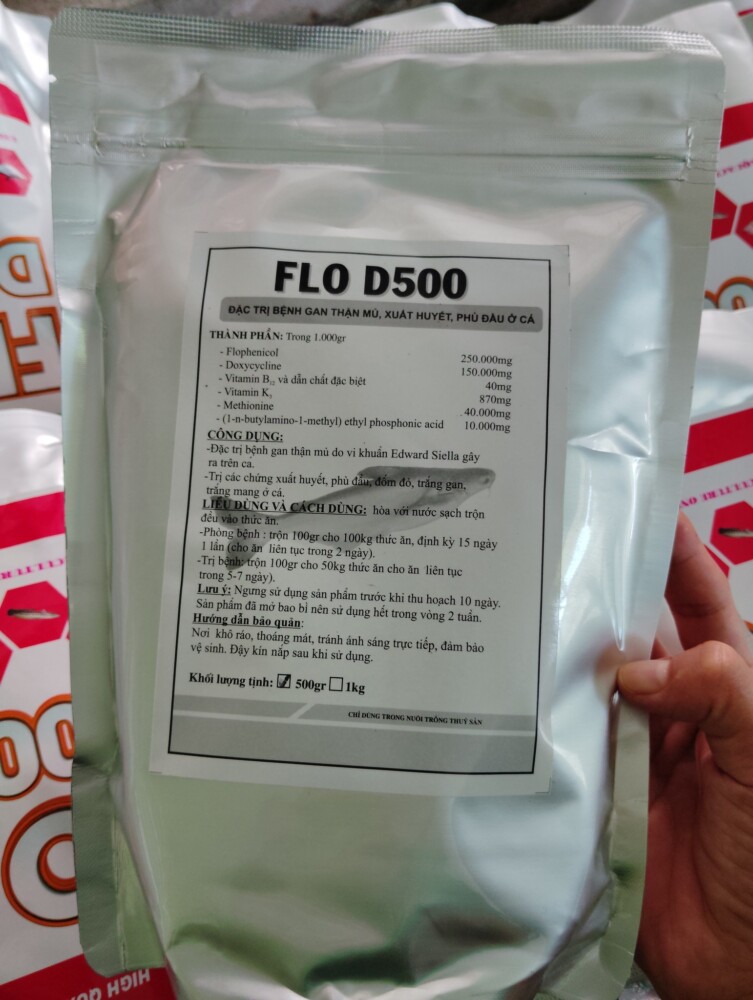 FLO D500
ĐẶC TRỊ BỆNH GAN THẬN MỦ, XUẤT HUYẾT, PHÙ ĐẦU Ở CÁ
THÀNH PHẦN: Trong 1.000gr
- Flophenicol 250.000mg
- Doxycycline 150.000mg
- Vitamin B12 và dẫn chất đặc biệt 40mg
- Vitamin K3 870mg
- Methionine 40.000mg
- (1-n-butylamino-1-methyl) ethyl phosphonic acid 10.000mg
CÔNG DỤNG:
-Đặc trị bệnh gan thận mủ do vi khuẩn Edward Siella gây
ra trên ca.
-Trị các chứng xuất huyết, phù đầu, đốm đỏ, trắng gan,
trắng mang ở cá.
LIỀU DÙNG VÀ CÁCH DÙNG: hòa với nước sạch trộn
đều vào thức ăn.
-Phòng bệnh : trộn 100gr cho 100kg thức ăn, định kỳ 15 ngày
1 lần (cho ăn liên tục trong 2 ngày).
-Trị bệnh: trộn 100gr cho 50kg thức ăn cho ăn liên tục
trong 5-7 ngày).
Lưu ý: Ngưng sử dụng sản phẩm trước khi thu hoạch 10 ngày.
Sản phẩm đã mở bao bì nên sử dụng hết trong vòng 2 tuần.
Hướng dẫn bảo quản:
Nơi khô ráo, thoáng mát, tránh ánh sáng trực tiếp, đảm bảo
vệ sinh. Đậy kín nắp sau khi sử dụng.
Khối lượng tịnh: 500gr 1kg
CHỈ DÙNG TRONG NUÔI TRỒNG THUỶ SẢN
HIGH QU